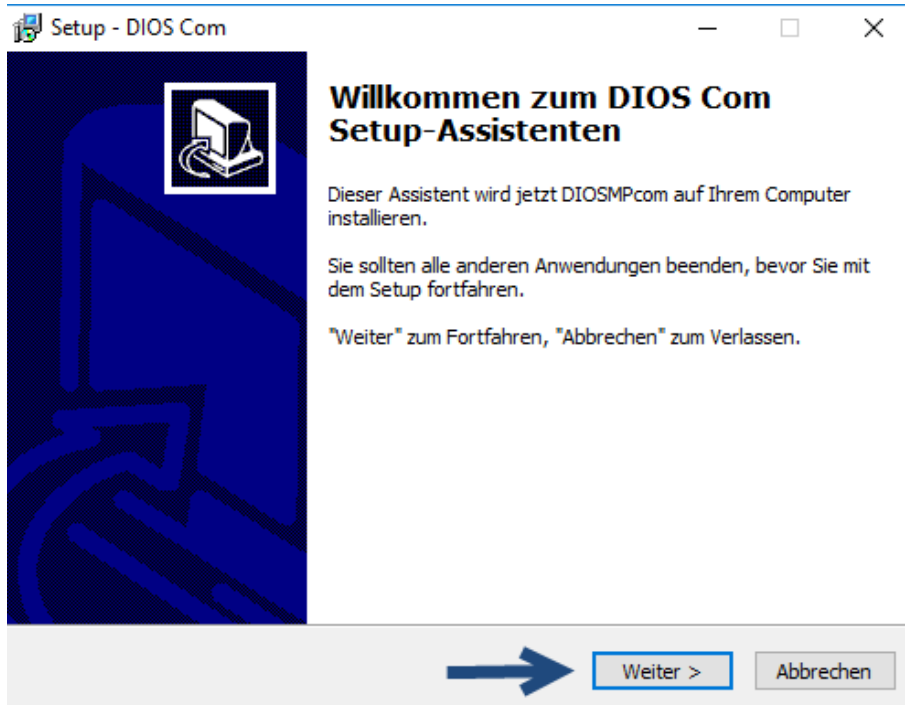 Setup - DIOS Com
Willkommen zum DIOS Com
Setup-Assistenten
Dieser Assistent wird jetzt DIOSMPcom auf Ihrem Computer
installieren.
Sie sollten alle anderen Anwendungen beenden, bevor Sie mit
dem Setup fortfahren.
"Weiter" zum Fortfahren, "Abbrechen" zum Verlassen.
Weiter >
Abbrechen